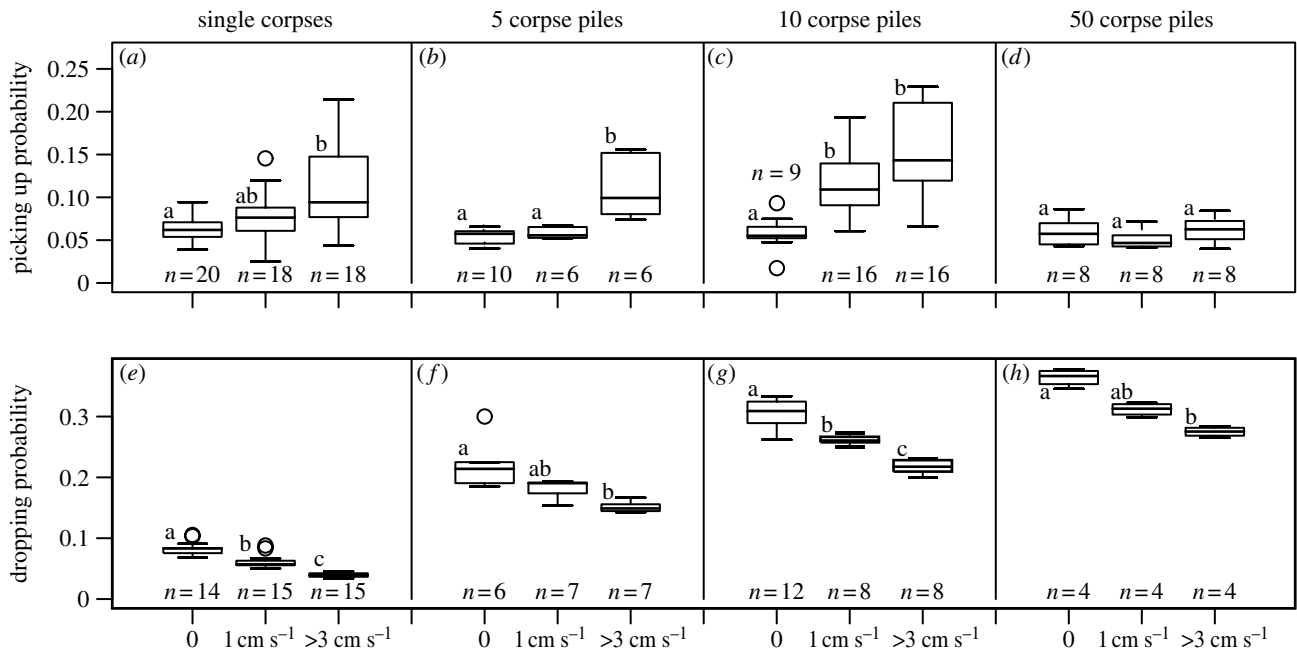 single corpses 5 corpse piles 10 corpse piles 50 corpse piles
(a) (b) (c) (d)
picking up probability
0.25
0.20
0.15
0.10
0.05
0
a ab b
n=20 n=18 n=18
a a b
n=10 n=6 n=6
n = 9
a b b
n=16 n=16
a a a
n=8 n=8 n=8
(e) (f) (g) (h)
dropping probability
0.3
0.2
0.1
0
a b c
n=14 n=15 n=15
a ab b
n=6 n=7 n=7
a b c
n=12 n=8 n=8
a ab b
n=4 n=4 n=4
0 1 cm s⁻¹ >3 cm s⁻¹ 0 1 cm s⁻¹ >3 cm s⁻¹ 0 1 cm s⁻¹ >3 cm s⁻¹ 0 1 cm s⁻¹ >3 cm s⁻¹